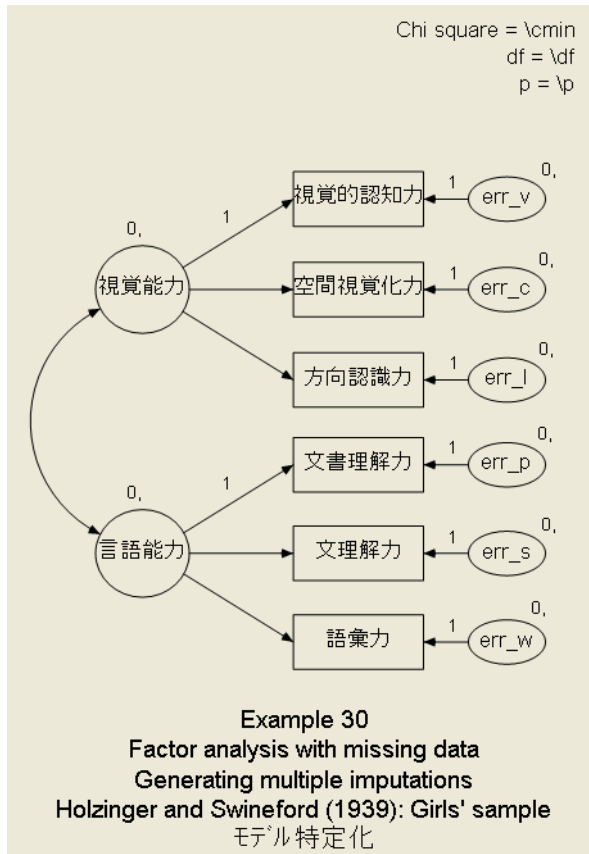 Chi square = \cmin
df = \df
p = \p
0,
1
視覚的認知力
1
err_v
0,
視覚能力
空間視覚化力
1
err_c
0,
方向認識力
1
err_l
0,
0,
1
文書理解力
1
err_p
0,
言語能力
文理解力
1
err_s
0,
語彙力
1
err_w
0,
Example 30
Factor analysis with missing data
Generating multiple imputations
Holzinger and Swineford (1939): Girls' sample
モデル特定化